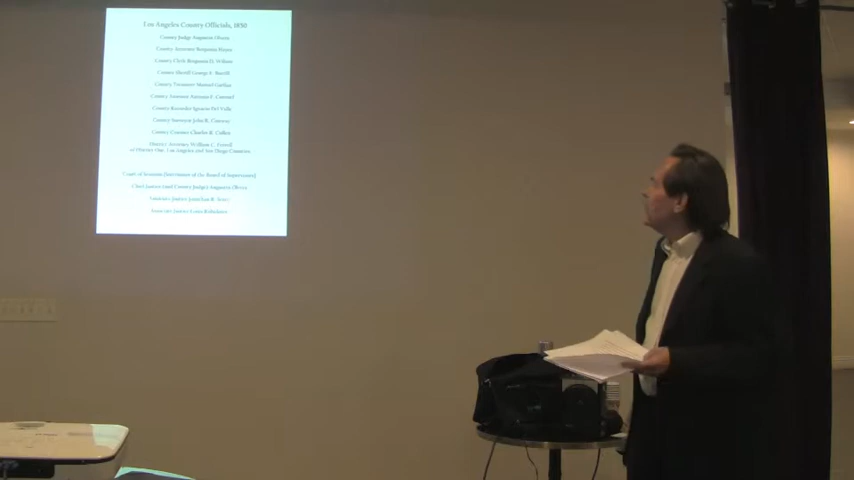 Los Angeles County Officials, 1850
County Judge Augustin Olvera
County Attorney Benjamin Hayes
County Clerk Benjamin D. Wilson
County Sheriff George T. Burrill
County Treasurer Manuel Garfias
County Assessor Antonio F. Coronel
County Recorder Ignacio Del Valle
County Surveyor John R. Conway
County Coroner Charles B. Cullen
District Attorney William C. Ferrell
of District One, Los Angeles and San Diego Counties
Court of Sessions (forerunner of the Board of Supervisors)
Chief Justice (and County Judge) Augustin Olvera
Associate Justice Jonathan R. Scott
Associate Justice Louis Robidoux